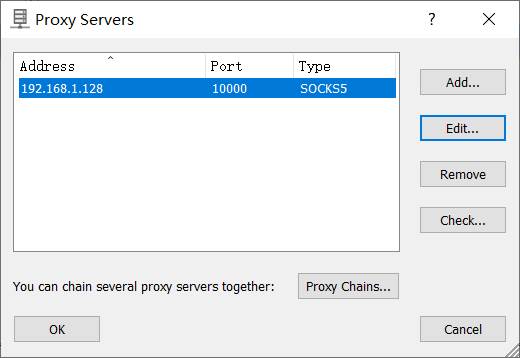 Proxy Servers
Address Port Type
192.168.1.128 10000 SOCKS5
Add...
Edit...
Remove
Check...
You can chain several proxy servers together: Proxy Chains...
OK Cancel